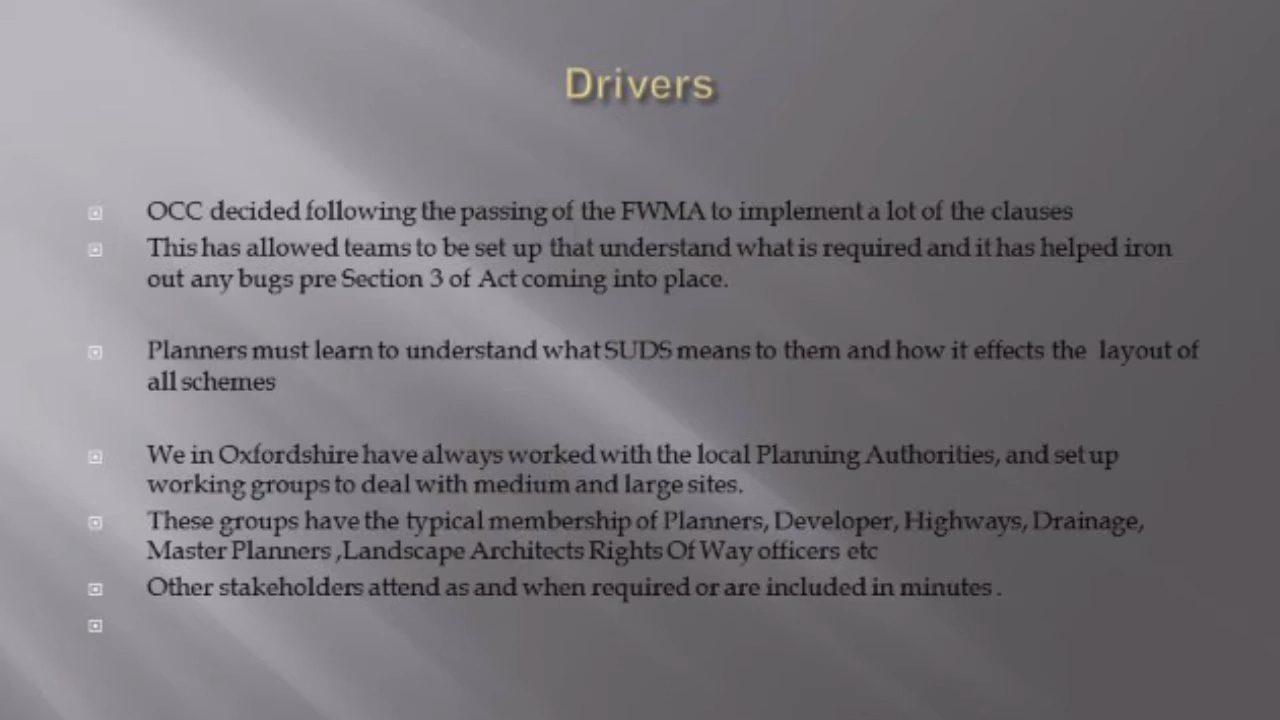 Drivers
OCC decided following the passing of the FWMA to implement a lot of the clauses
This has allowed teams to be set up that understand what is required and it has helped iron
out any bugs pre Section 3 of Act coming into place.
Planners must learn to understand what SUDS means to them and how it effects the layout of
all schemes
We in Oxfordshire have always worked with the local Planning Authorities, and set up
working groups to deal with medium and large sites.
These groups have the typical membership of Planners, Developer, Highways, Drainage,
Master Planners ,Landscape Architects Rights Of Way officers etc
Other stakeholders attend as and when required or are included in minutes .